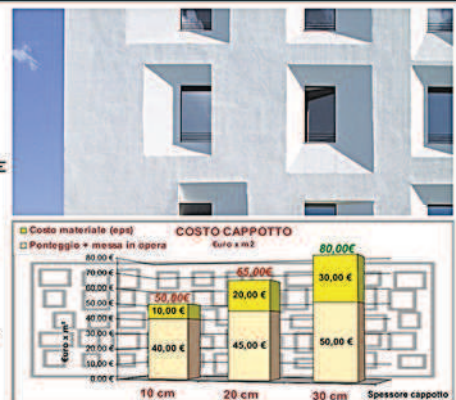 €
Costo materiale (eps)
Ponteggio + messa in opera
COSTO CAPPOTTO
€uro x m2
80,00 €
70,00 €
60,00 €
50,00 €
40,00 €
30,00 €
20,00 €
10,00 €
0,00 €
€uro x m²
50,00€
10,00 €
40,00 €
65,00€
20,00 €
45,00 €
80,00€
30,00 €
50,00 €
10 cm
20 cm
30 cm
Spessore cappotto